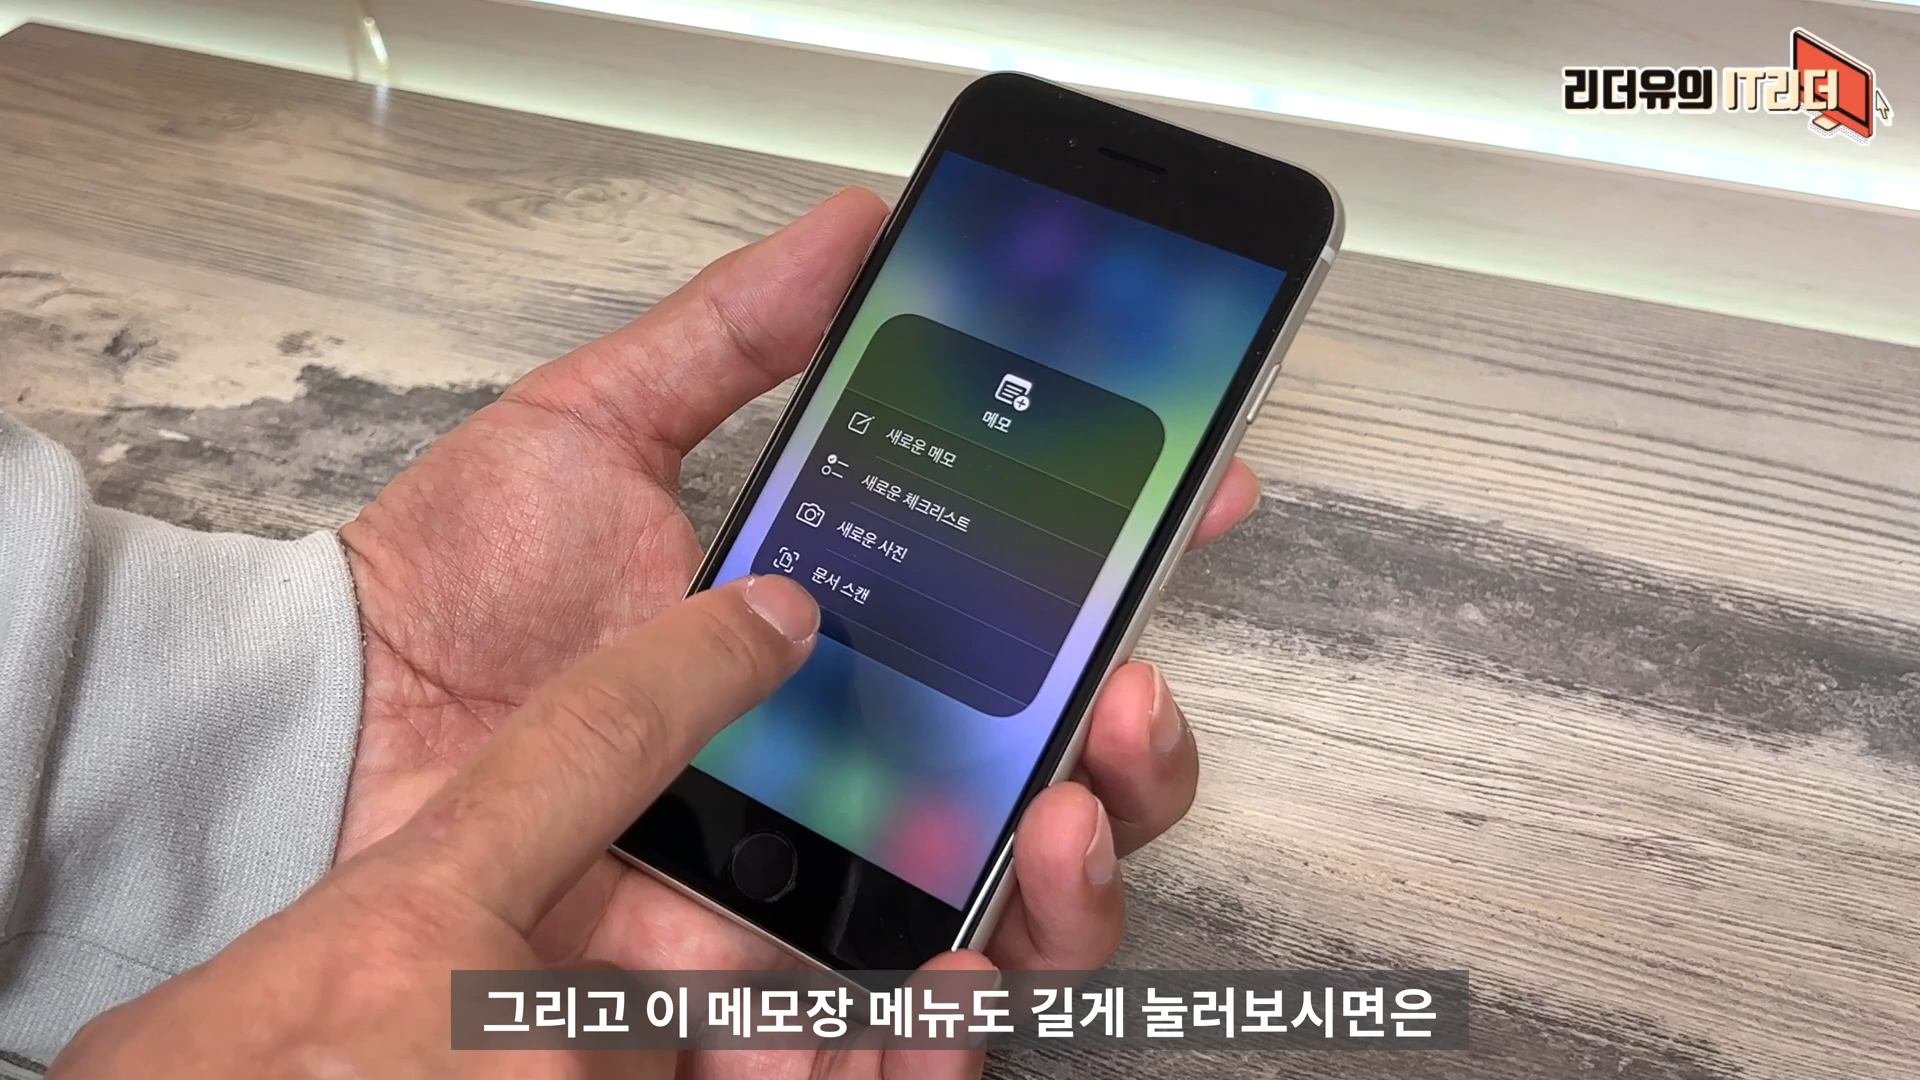 리더유의 IT리더
메모
새로운 메모
새로운 체크리스트
새로운 사진
문서 스캔
그리고 이 메모장 메뉴도 길게 눌러보시면은